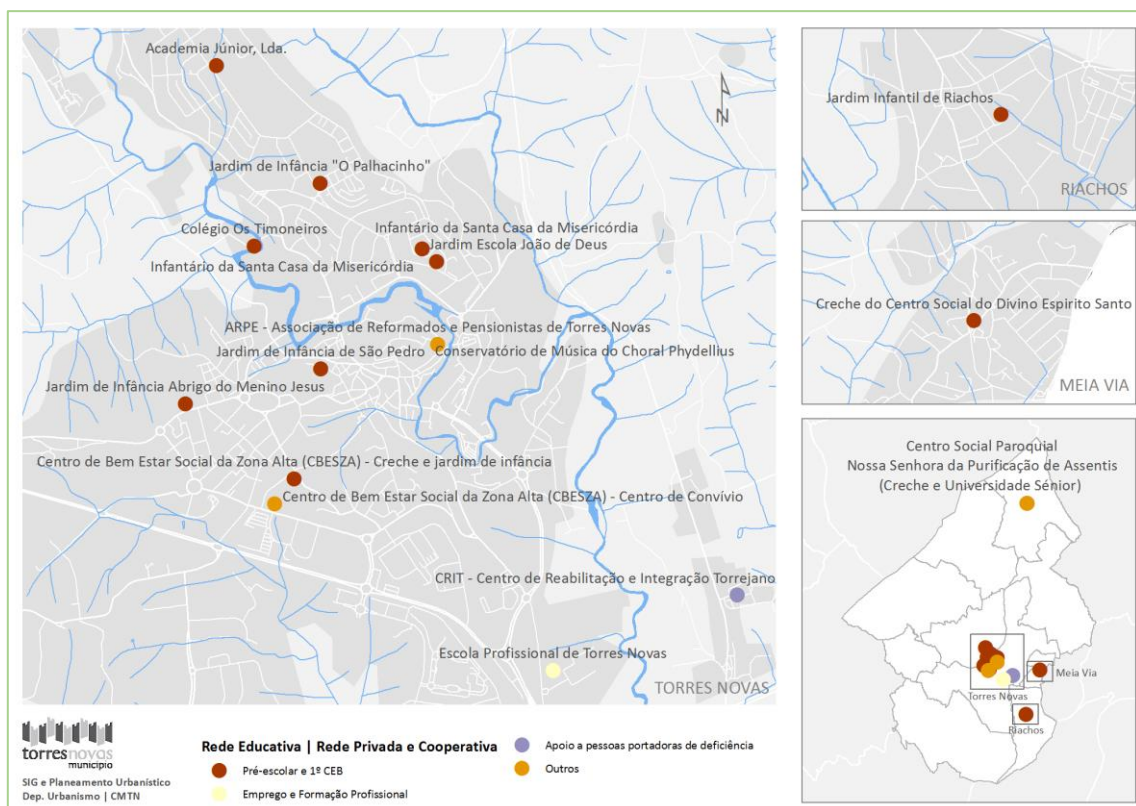 Academia Júnior, Lda.
Jardim de Infância "O Palhacinho"
Colégio Os Timoneiros
Infantário da Santa Casa da Misericórdia
Jardim Escola João de Deus
Infantário da Santa Casa da Misericórdia
ARPE - Associação de Reformados e Pensionistas de Torres Novas
Jardim de Infância de São Pedro
Conservatório de Música do Choral Phydellius
Jardim de Infância Abrigo do Menino Jesus
Centro de Bem Estar Social da Zona Alta (CBESZA) - Creche e jardim de infância
Centro de Bem Estar Social da Zona Alta (CBESZA) - Centro de Convívio
CRIT - Centro de Reabilitação e Integração Torrejano
Escola Profissional de Torres Novas
TORRES NOVAS
N
Jardim Infantil de Riachos
RIACHOS
Creche do Centro Social do Divino Espirito Santo
MEIA VIA
Centro Social Paroquial
Nossa Senhora da Purificação de Assentis
(Creche e Universidade Sénior)
Meia Via
Torres Novas
Riachos
torresnovas
município
SIG e Planeamento Urbanístico
Dep. Urbanismo | CMTN
Rede Educativa | Rede Privada e Cooperativa
Pré-escolar e 1º CEB
Emprego e Formação Profissional
Apoio a pessoas portadoras de deficiência
Outros